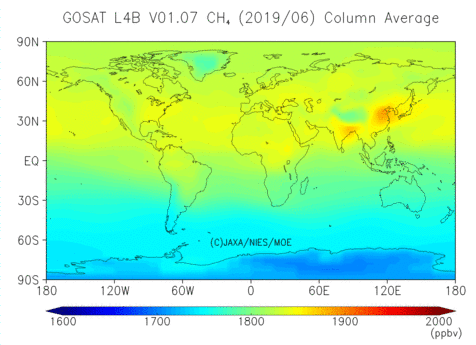 GOSAT L4B V01.07 CH₄ (2019/06) Column Average
90N
60N
30N
EQ
30S
60S
90S
(C)JAXA/NIES/MOE
180 120W 60W 0 60E 120E 180
1600 1700 1800 1900 2000
(ppbv)